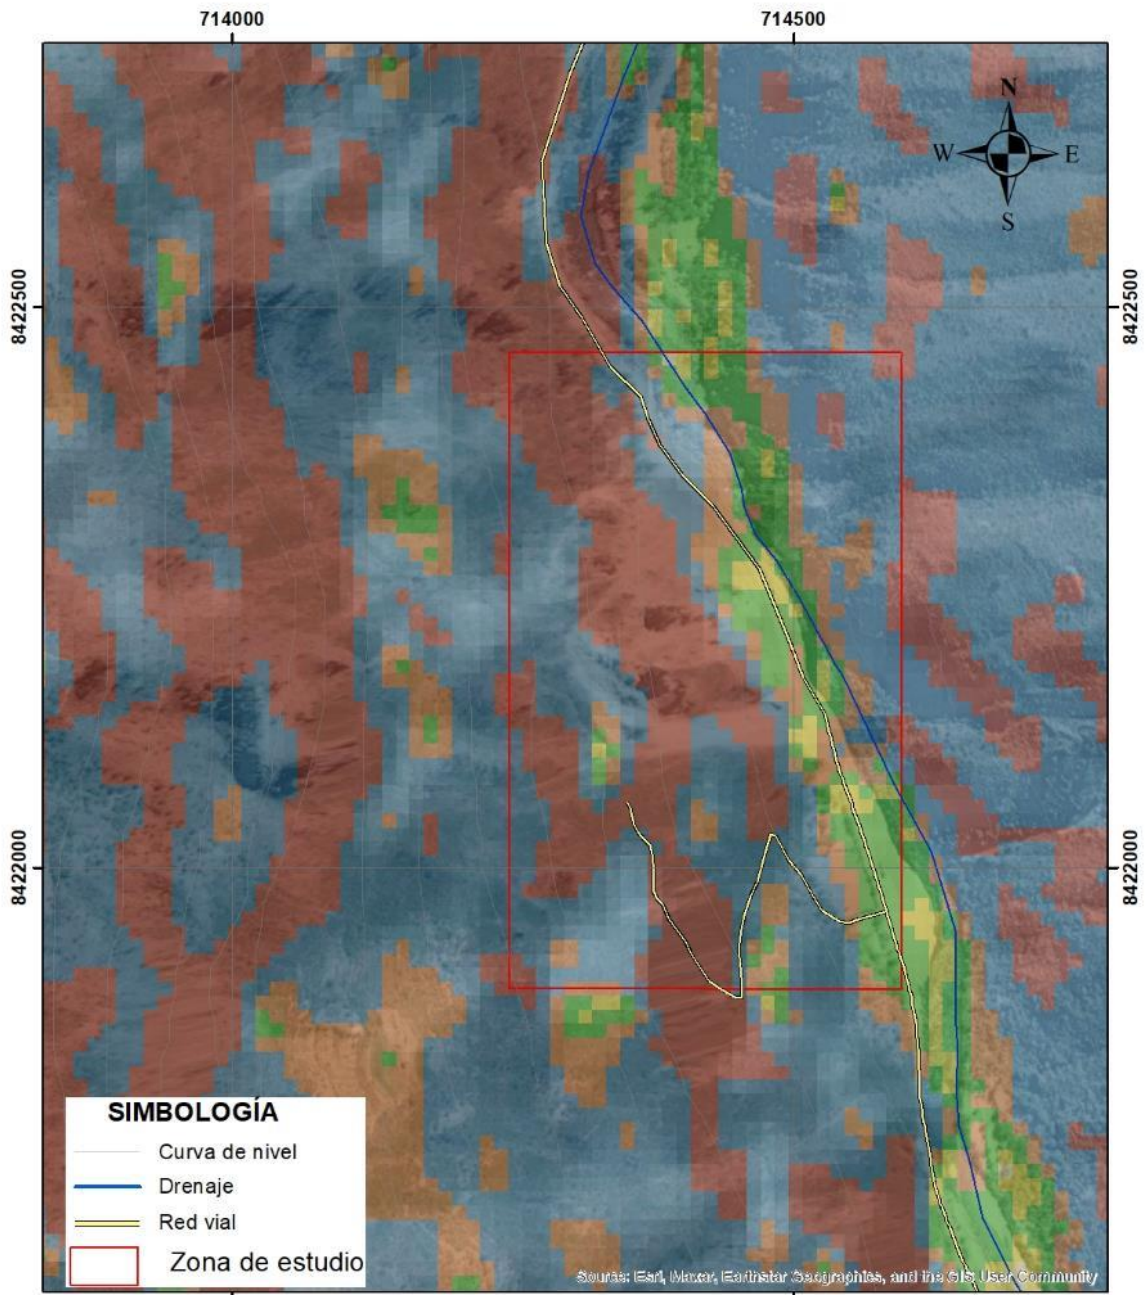 714000 714500
N
W E
S
8422500 8422500
8422000 8422000
SIMBOLOGÍA
Curva de nivel
Drenaje
Red vial
Zona de estudio
Source: Esri, Maxar, Earthstar Geographics, and the GIS User Community